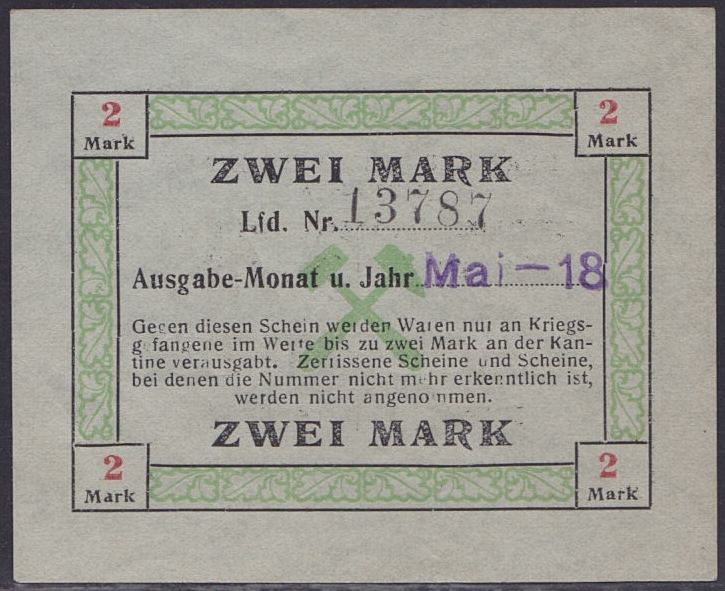 2 Mark
2 Mark
ZWEI MARK
Lfd. Nr. 13787
Ausgabe-Monat u. Jahr Mai - 18
Gegen diesen Schein werden Waren nur an Kriegs-
gefangene im Werte bis zu zwei Mark an der Kan-
tine verausgabt. Zerrissene Scheine und Scheine,
bei denen die Nummer nicht mehr erkenntlich ist,
werden nicht angenommen.
ZWEI MARK
2 Mark
2 Mark